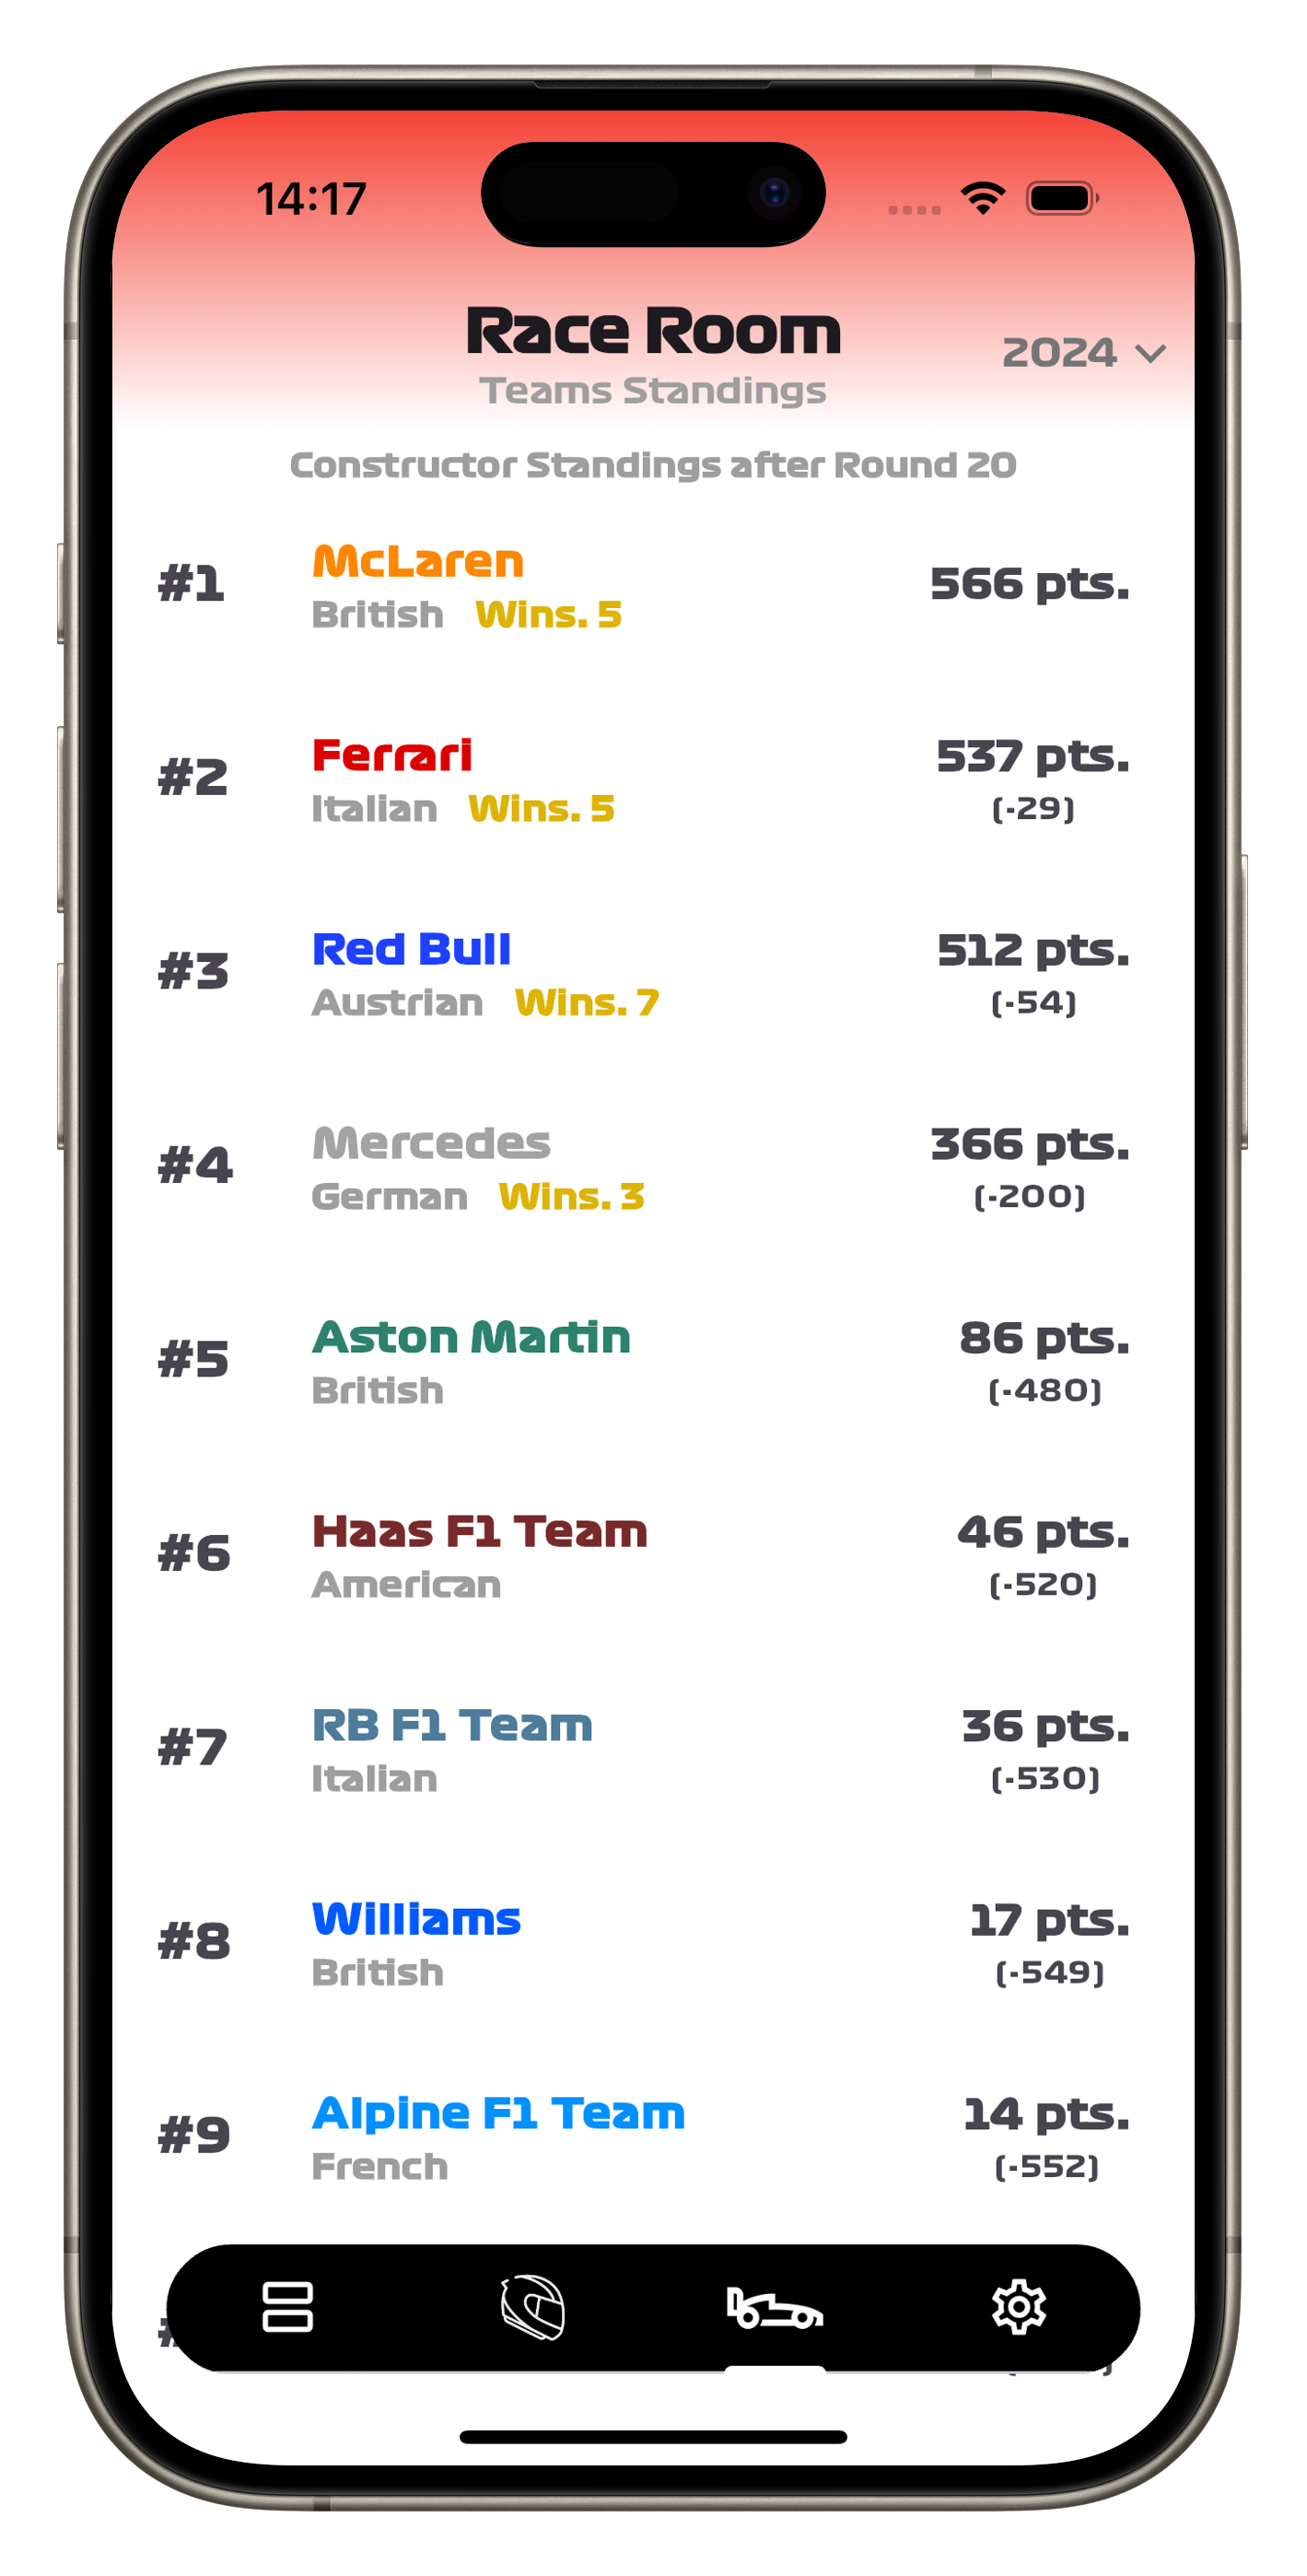 14:17
Race Room
2024
Teams Standings
Constructor Standings after Round 20
#1
McLaren
566 pts.
British Wins. 5
#2
Ferrari
537 pts.
Italian Wins. 5
(-29)
#3
Red Bull
512 pts.
Austrian Wins. 7
(-54)
#4
Mercedes
366 pts.
German Wins. 3
(-200)
#5
Aston Martin
86 pts.
British
(-480)
#6
Haas F1 Team
46 pts.
American
(-520)
#7
RB F1 Team
36 pts.
Italian
(-530)
#8
Williams
17 pts.
British
(-549)
#9
Alpine F1 Team
14 pts.
French
(-552)